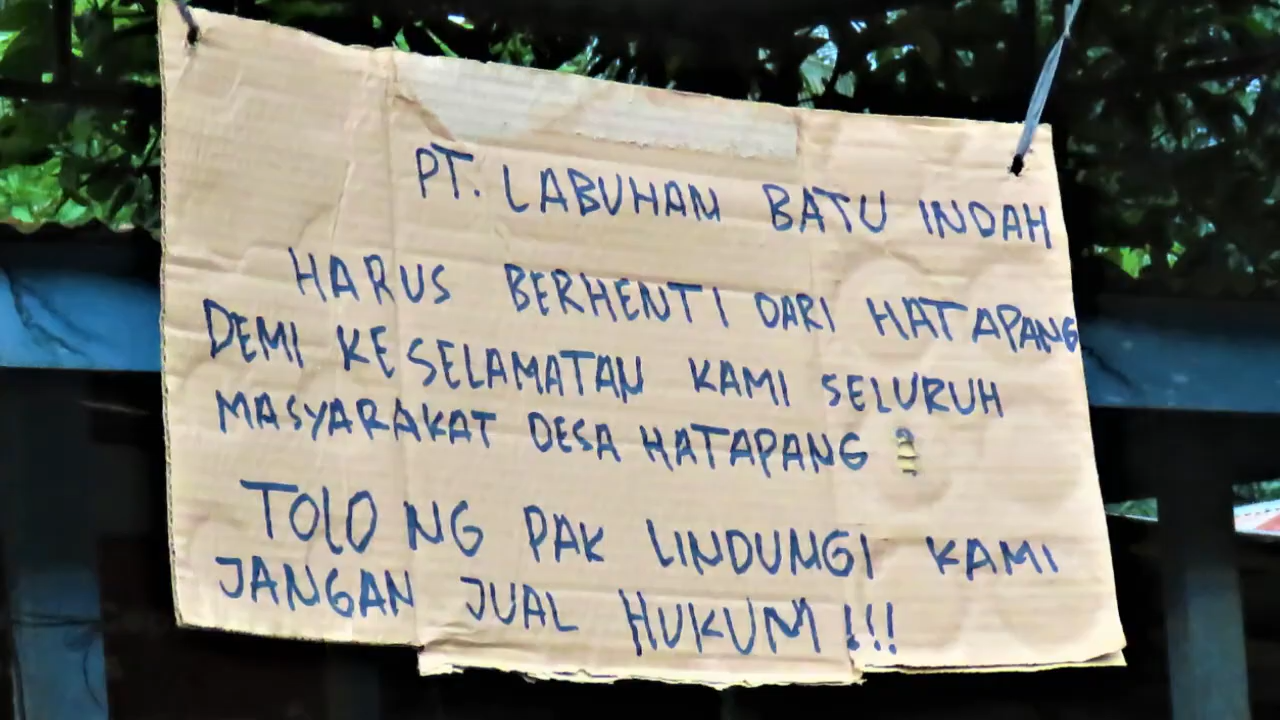 PT. LABUHAN BATU INDAH
HARUS BERHENTI DARI HATAPANG
DEMI KESELAMATAN KAMI SELURUH
MASYARAKAT DESA HATAPANG
TOLONG PAK LINDUNGI KAMI
JANGAN JUAL HUKUM !!!